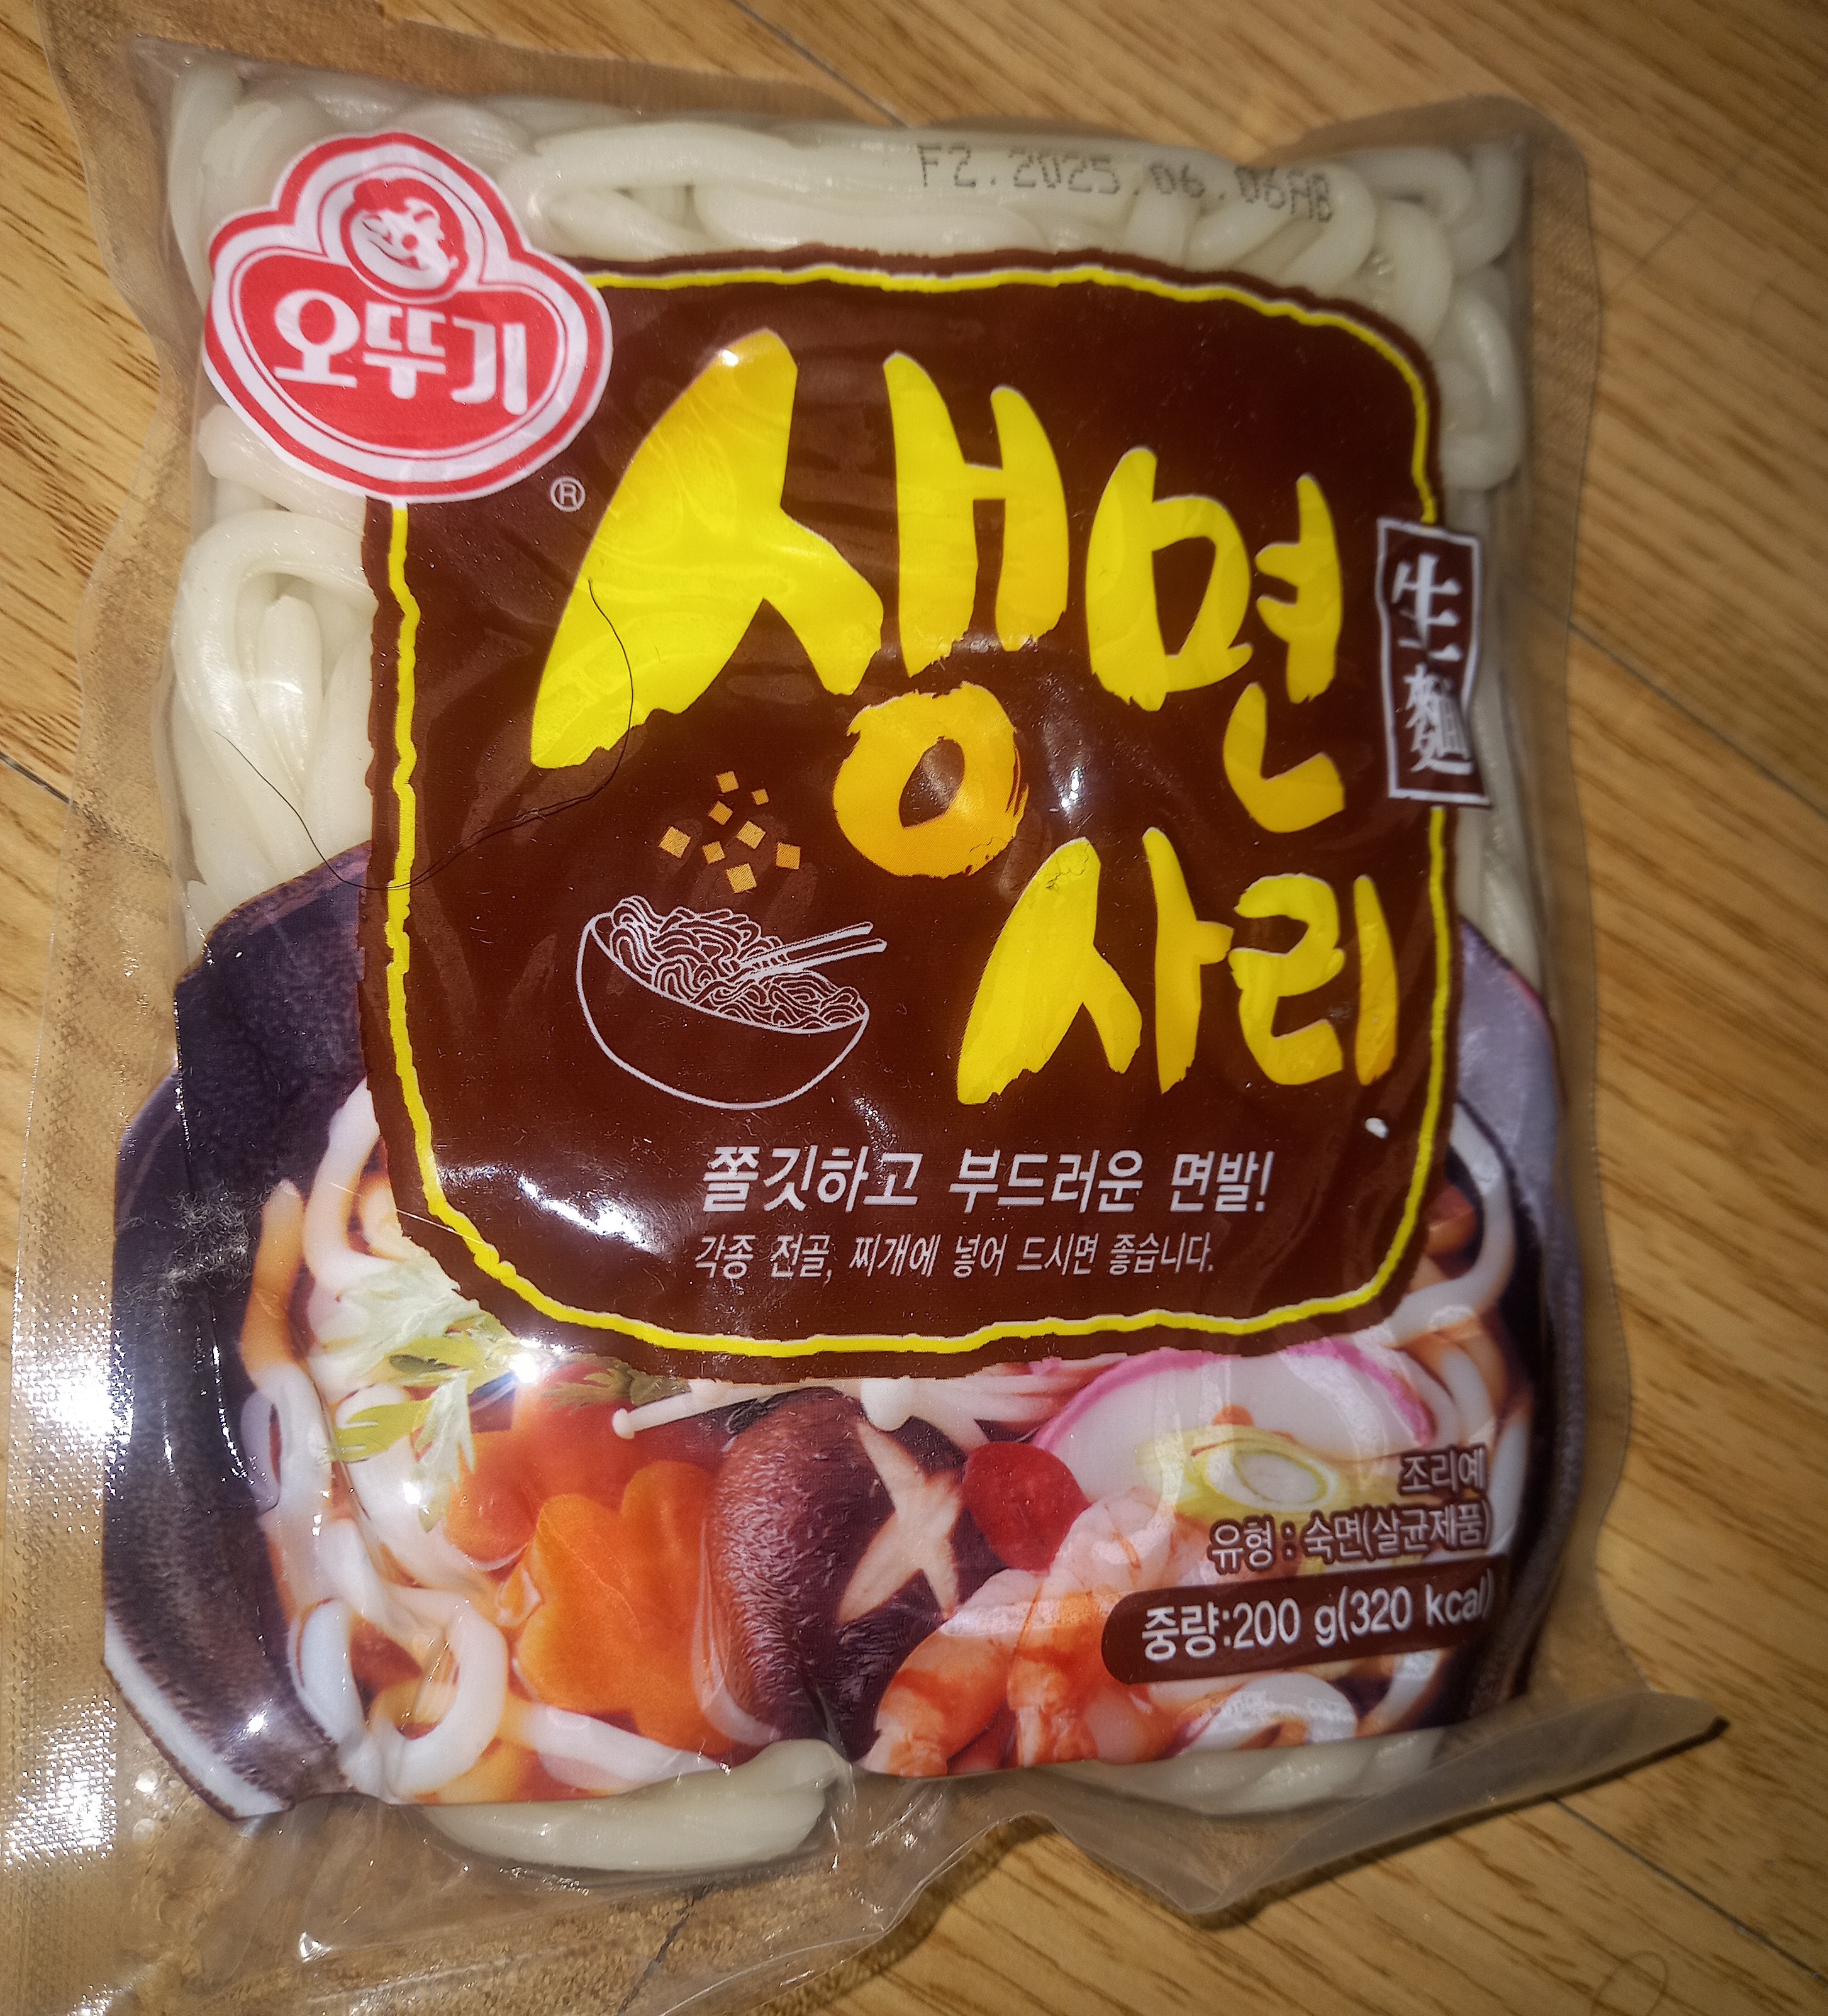 F2.2025.06.06AB
오뚜기
®
생면
生麵
사리
쫄깃하고 부드러운 면발!
각종 전골, 찌개에 넣어 드시면 좋습니다.
조리예
유형 : 숙면(살균제품)
중량:200 g(320 kcal)